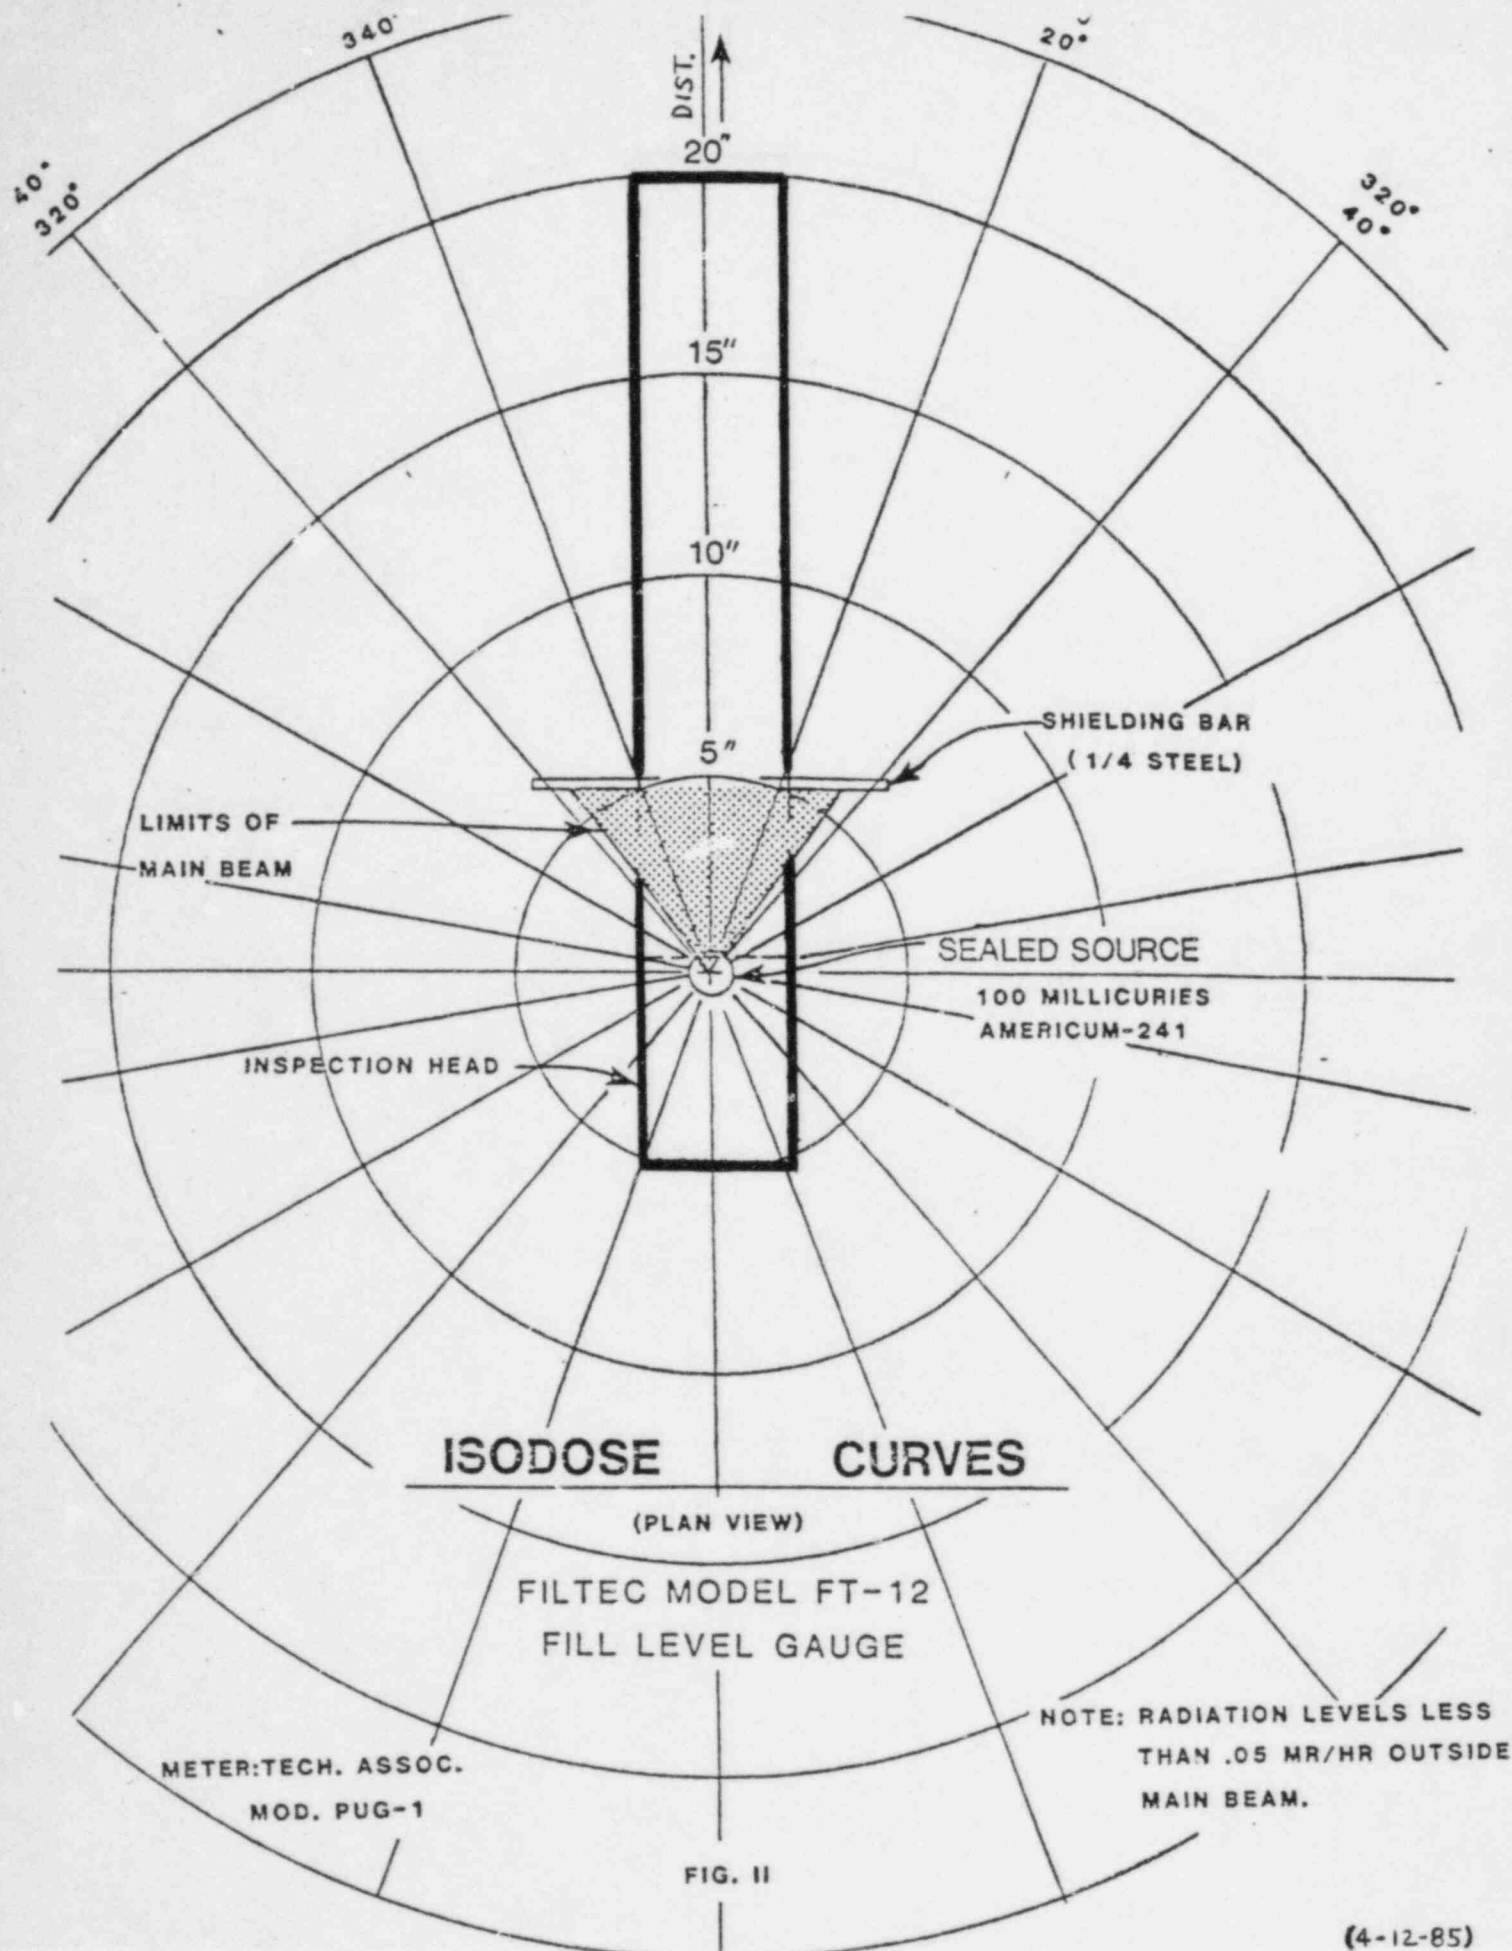 340°
20°
DIST.
20"
40°
320°
320°
40°
15"
10"
5"
SHIELDING BAR
(1/4 STEEL)
LIMITS OF
MAIN BEAM
SEALED SOURCE
100 MILLICURIES
AMERICUM-241
INSPECTION HEAD
ISODOSE CURVES
(PLAN VIEW)
FILTEC MODEL FT-12
FILL LEVEL GAUGE
NOTE: RADIATION LEVELS LESS
THAN .05 MR/HR OUTSIDE
MAIN BEAM.
METER:TECH. ASSOC.
MOD. PUG-1
FIG. II
(4-12-85)